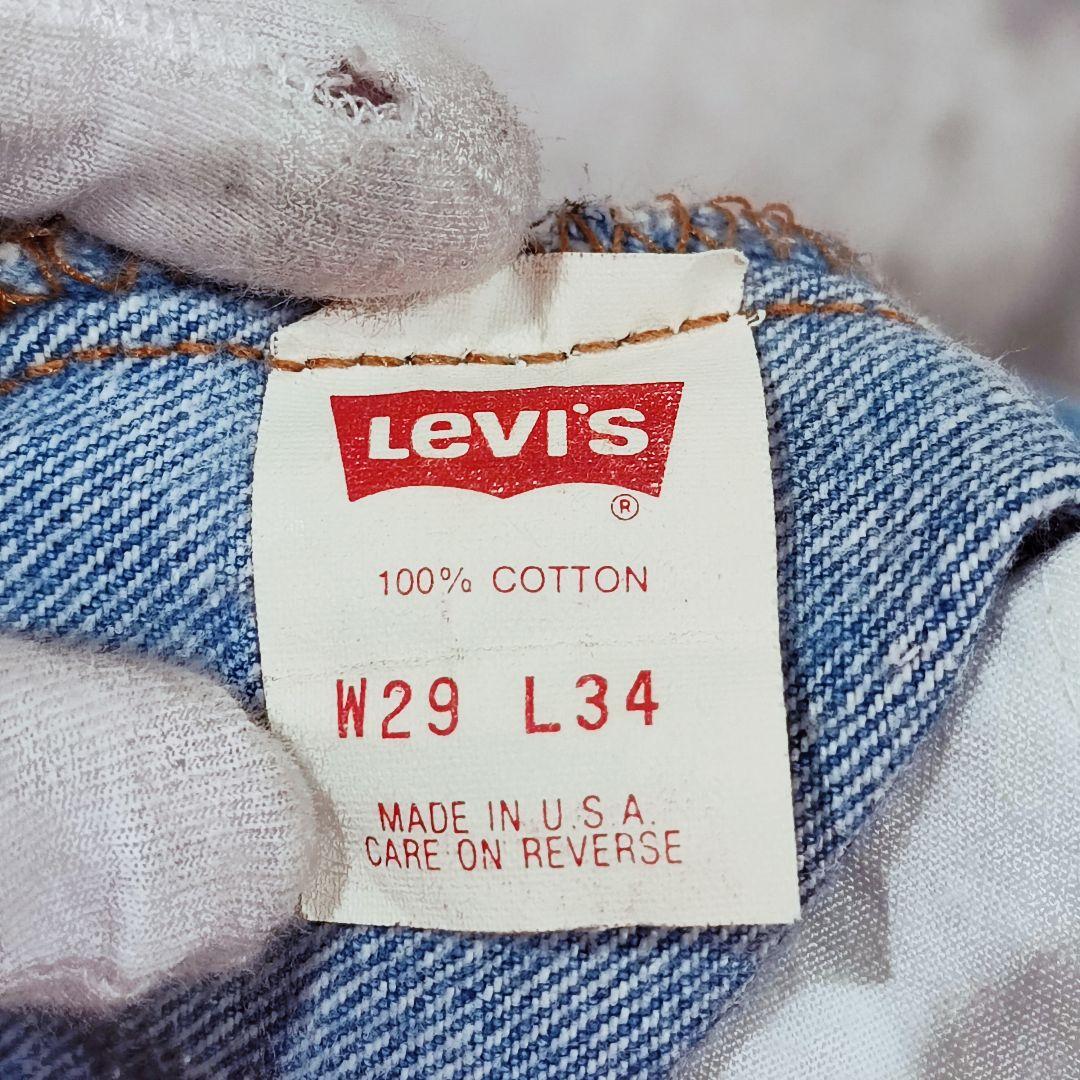 Levi's
®
100% COTTON
W29 L34
MADE IN U.S.A.
CARE ON REVERSE